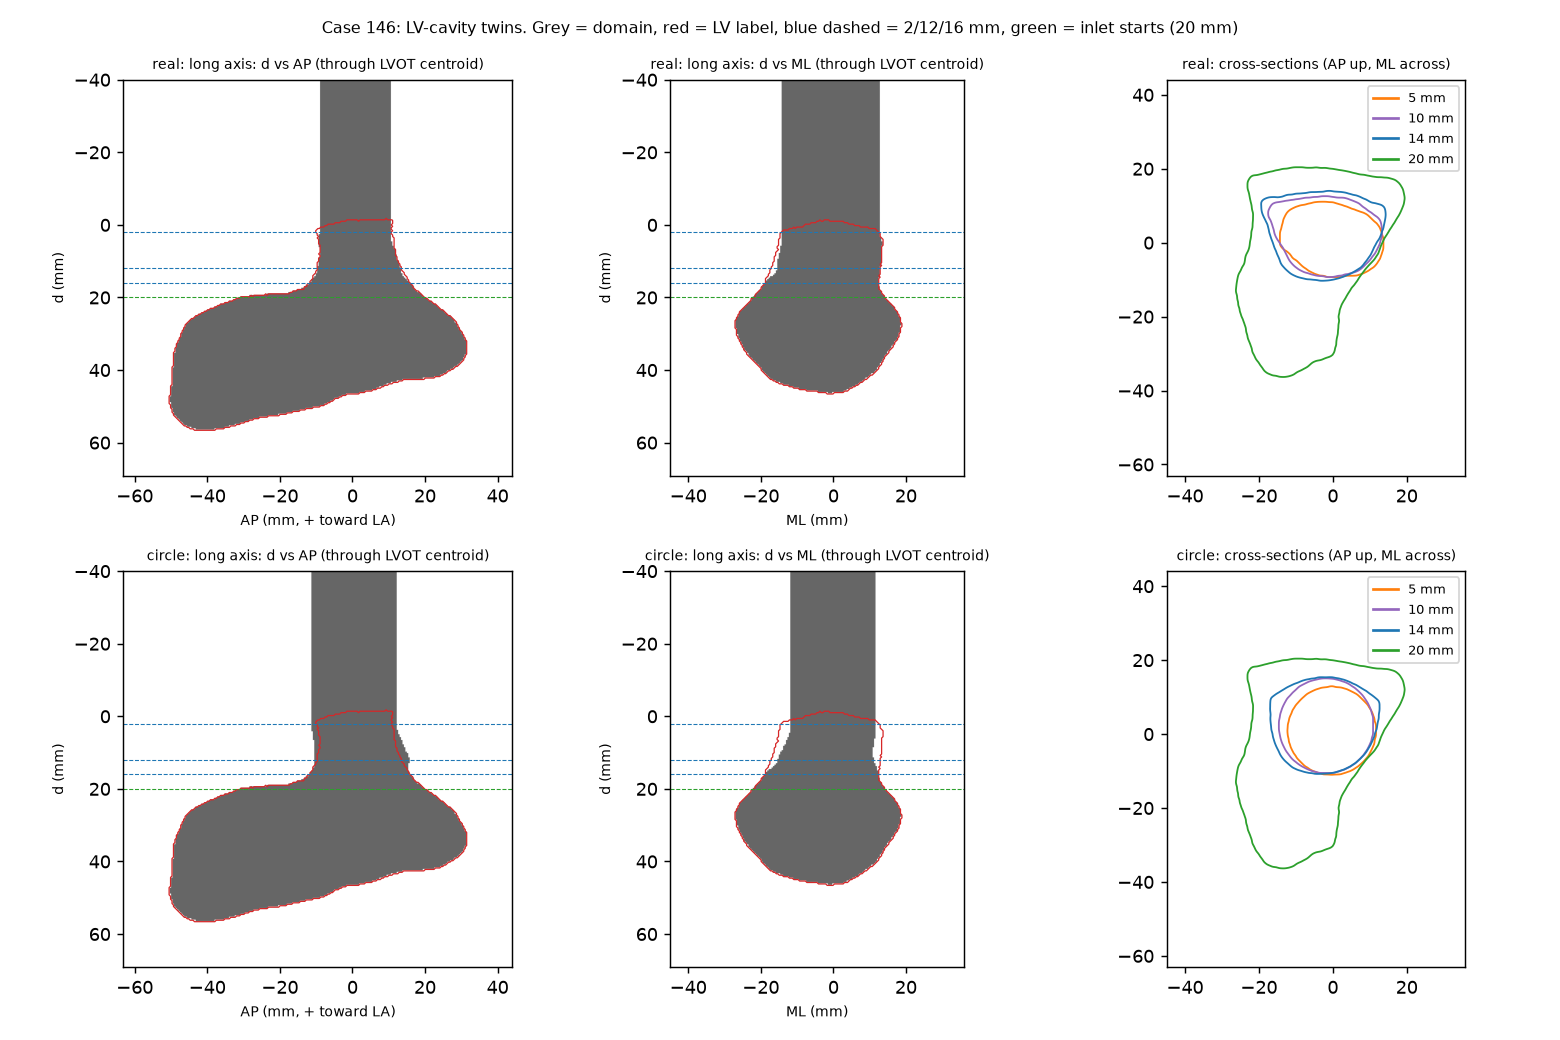 Case 146: LV-cavity twins. Grey = domain, red = LV label, blue dashed = 2/12/16 mm, green = inlet starts (20 mm)
real: long axis: d vs AP (through LVOT centroid)
−40
−20
0
20
40
60
d (mm)
−60 −40 −20 0 20 40
AP (mm, + toward LA)
real: long axis: d vs ML (through LVOT centroid)
−40
−20
0
20
40
60
d (mm)
−40 −20 0 20
ML (mm)
real: cross-sections (AP up, ML across)
40
20
0
−20
−40
−60
−40 −20 0 20
5 mm
10 mm
14 mm
20 mm
circle: long axis: d vs AP (through LVOT centroid)
−40
−20
0
20
40
60
d (mm)
−60 −40 −20 0 20 40
AP (mm, + toward LA)
circle: long axis: d vs ML (through LVOT centroid)
−40
−20
0
20
40
60
d (mm)
−40 −20 0 20
ML (mm)
circle: cross-sections (AP up, ML across)
40
20
0
−20
−40
−60
−40 −20 0 20
5 mm
10 mm
14 mm
20 mm